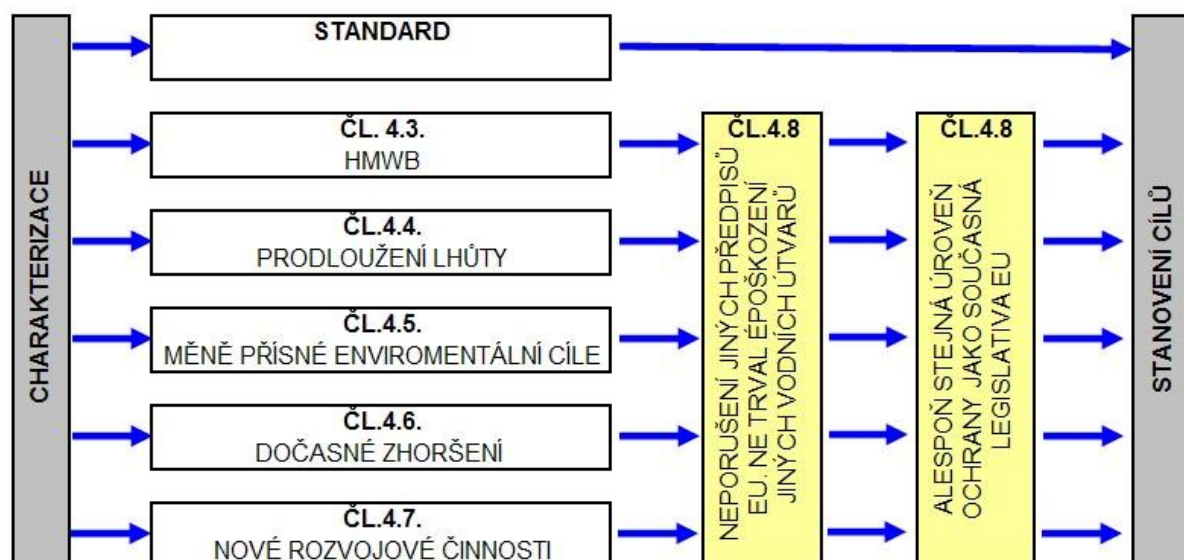 CHARAKTERIZACE
STANDARD
ČL. 4.3.
HMWB
ČL.4.4.
PRODLOUŽENÍ LHŮTY
ČL.4.5.
MĚNĚ PŘÍSNÉ ENVIROMENTÁLNÍ CÍLE
ČL.4.6.
DOČASNÉ ZHORŠENÍ
ČL.4.7.
NOVÉ ROZVOJOVÉ ČINNOSTI
ČL.4.8
NEPORUŠENÍ JINÝCH PŘEDPISŮ
EU. NE TRVAL ÉPOŠKOZENÍ
JINÝCH VODNÍCH ÚTVARŮ
ČL.4.8
ALESPOŇ STEJNÁ ÚROVEŇ
OCHRANY JAKO SOUČASNÁ
LEGISLATIVA EU
STANOVENÍ CÍLŮ